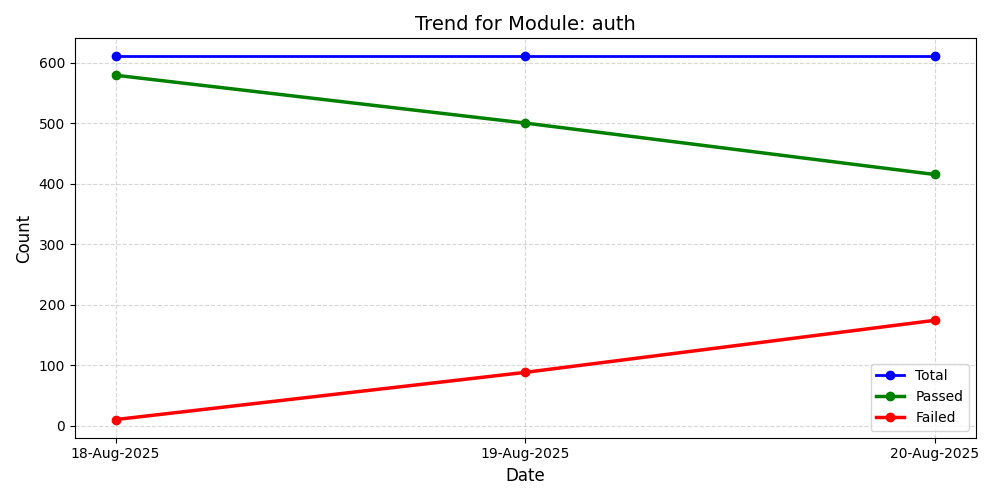 Trend for Module: auth
Count
600
500
400
300
200
100
0
18-Aug-2025
19-Aug-2025
20-Aug-2025
Date
Total
Passed
Failed